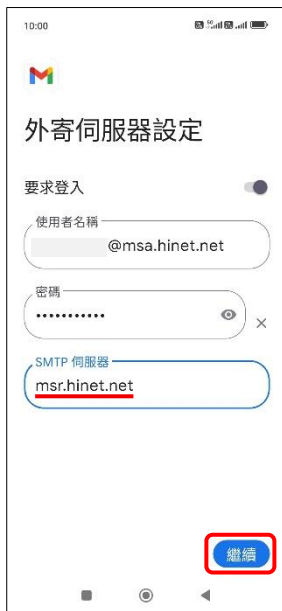 10:00
外寄伺服器設定
要求登入
使用者名稱
@msa.hinet.net
密碼
•••••••••••
SMTP 伺服器
msr.hinet.net
繼續